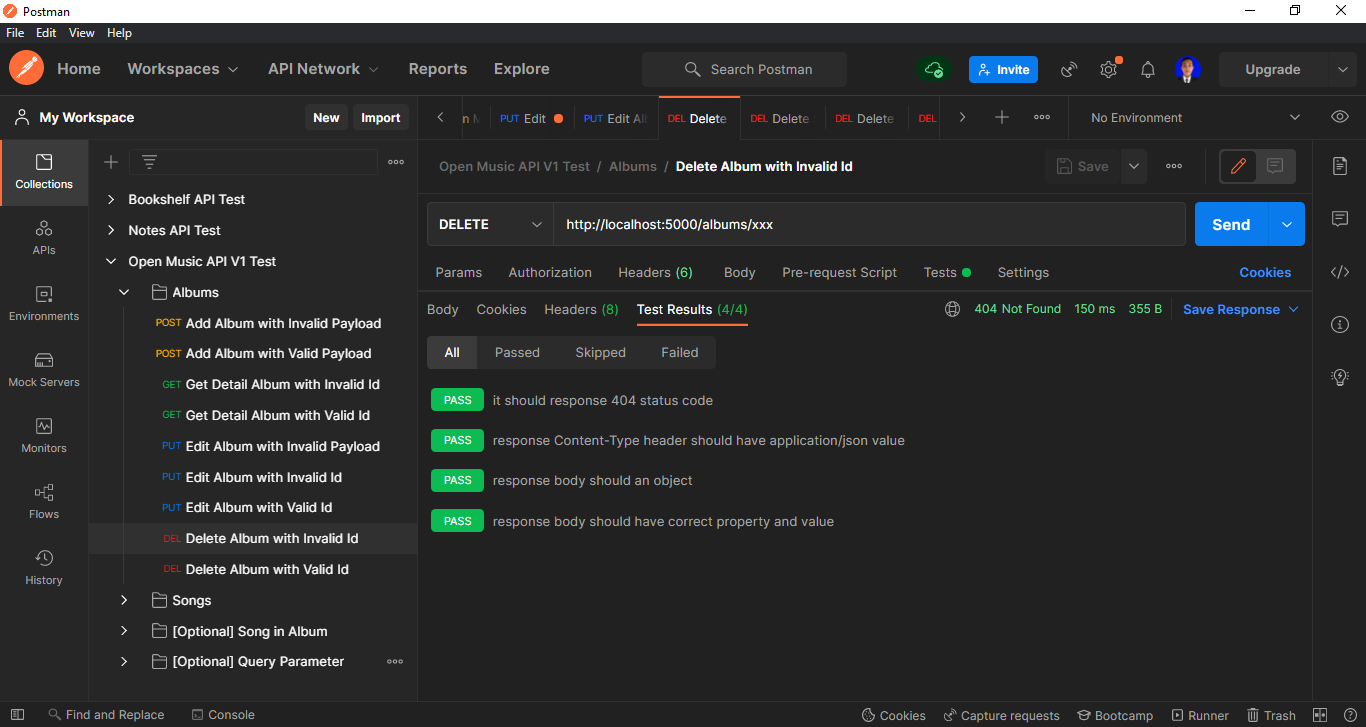 Postman
File Edit View Help
Home Workspaces API Network Reports Explore Search Postman Invite Upgrade
My Workspace New Import
PUT Edit PUT Edit Al DEL Delete DEL Delete DEL Delete DEL No Environment
Collections
APIs
Environments
Mock Servers
Monitors
Flows
History
Bookshelf API Test
Notes API Test
Open Music API V1 Test
Albums
POST Add Album with Invalid Payload
POST Add Album with Valid Payload
GET Get Detail Album with Invalid Id
GET Get Detail Album with Valid Id
PUT Edit Album with Invalid Payload
PUT Edit Album with Invalid Id
PUT Edit Album with Valid Id
DEL Delete Album with Invalid Id
DEL Delete Album with Valid Id
Songs
[Optional] Song in Album
[Optional] Query Parameter
Open Music API V1 Test / Albums / Delete Album with Invalid Id Save
DELETE http://localhost:5000/albums/xxx Send
Params Authorization Headers (6) Body Pre-request Script Tests Settings Cookies
Body Cookies Headers (8) Test Results (4/4) 404 Not Found 150 ms 355 B Save Response
All Passed Skipped Failed
PASS it should response 404 status code
PASS response Content-Type header should have application/json value
PASS response body should an object
PASS response body should have correct property and value
Find and Replace Console Cookies Capture requests Bootcamp Runner Trash